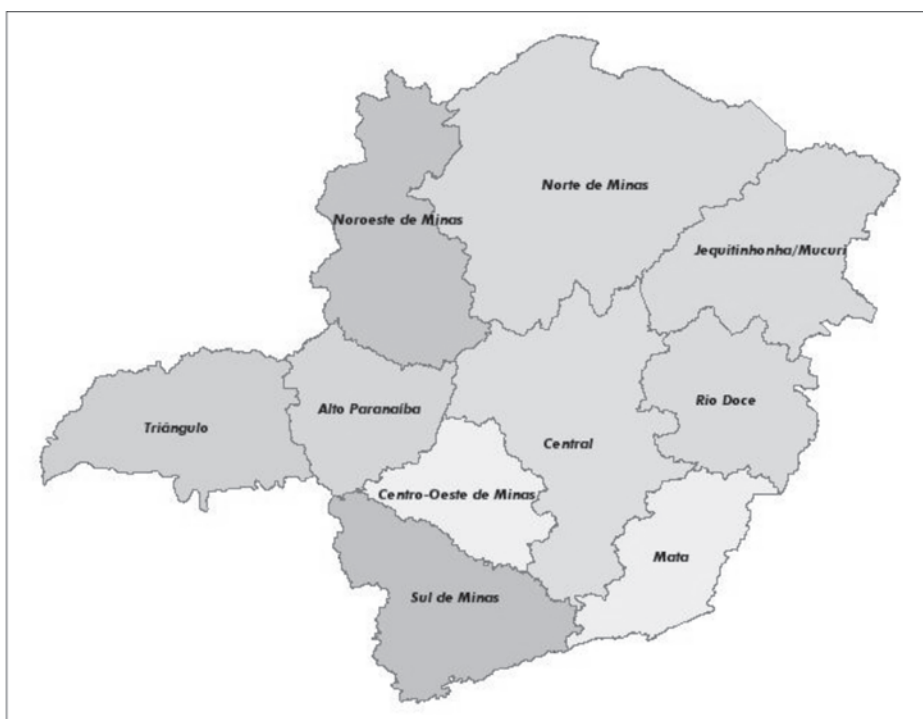 Norte de Minas
Noroeste de Minas
Jequitinhonha/Mucuri
Triângulo
Alto Paranaíba
Rio Doce
Central
Centro-Oeste de Minas
Mata
Sul de Minas